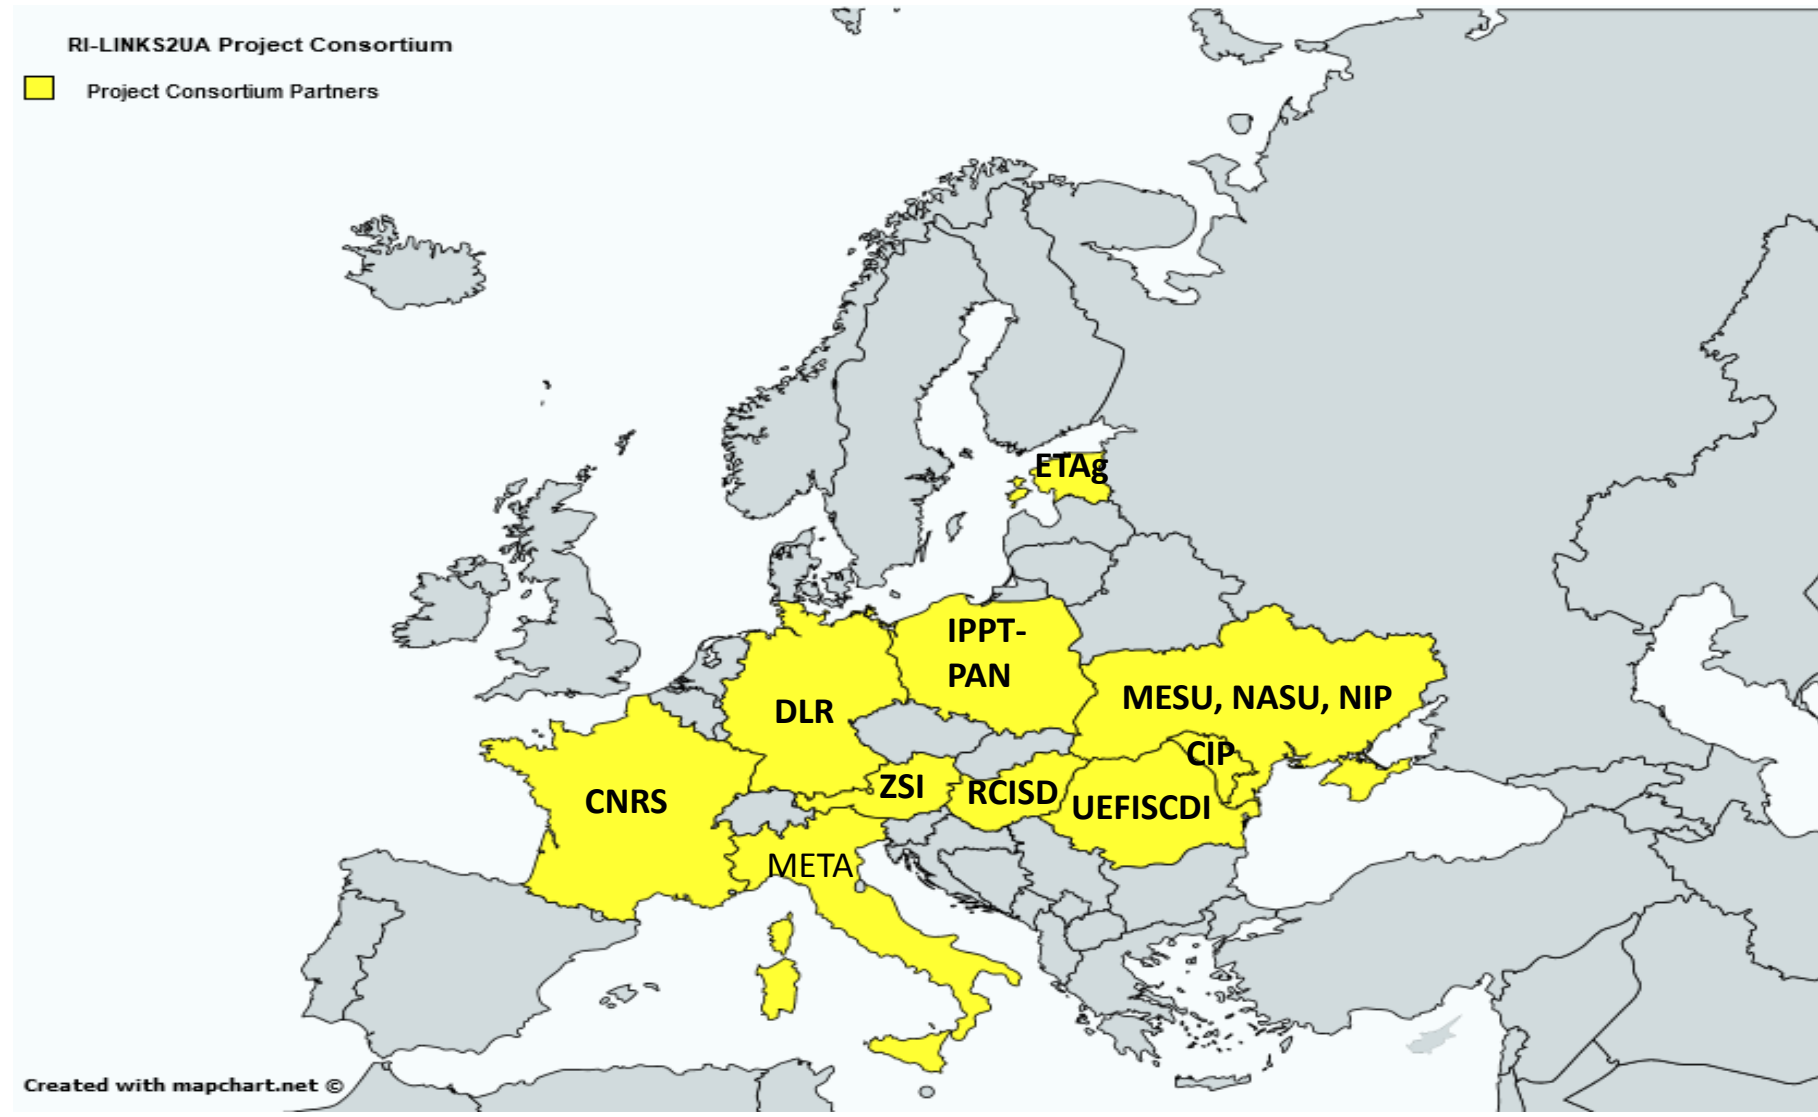 RI-LINKS2UA Project Consortium
Project Consortium Partners
ETAg
IPPT-
PAN
DLR
MESU, NASU, NIP
CIP
ZSI
RCISD
UEFISCDI
CNRS
META
Created with mapchart.net ©